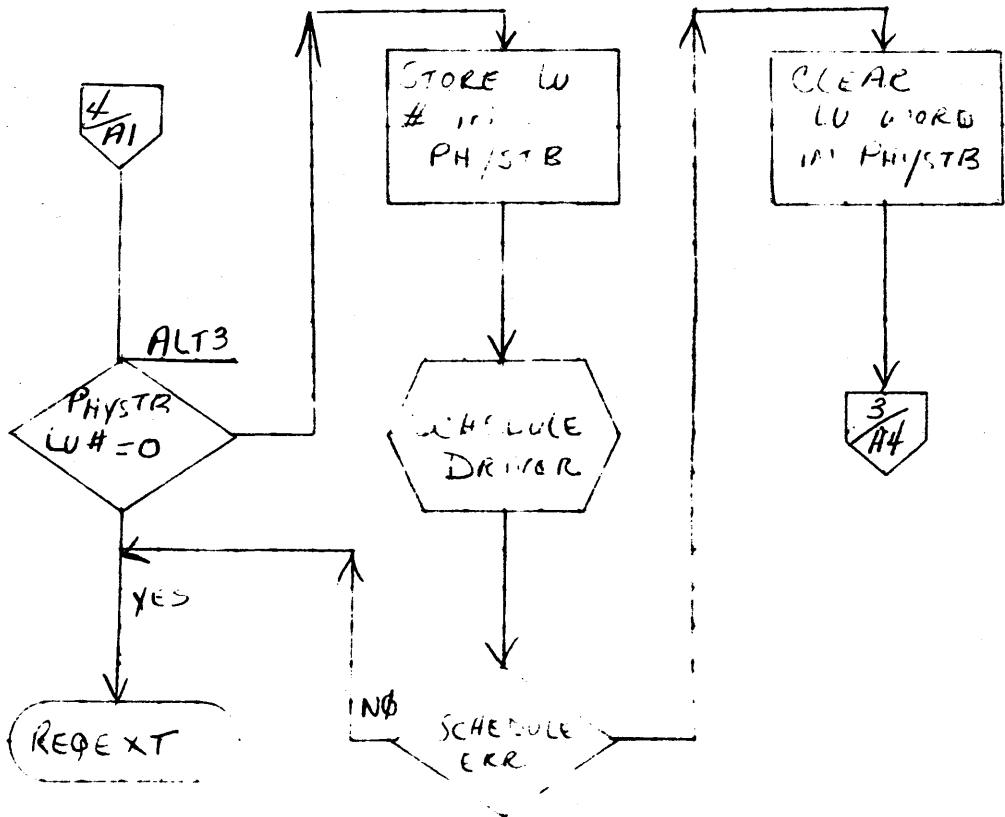 4/A1
ALT3
PHYSTB
LU # = 0
YES
REQEXT
STORE LU
# IN
PHYSTB
SCHEDULE
DRIVER
NØ
SCHEDULE
ERR
CLEAR
LU WORD
IN PHYSTB
3/A4